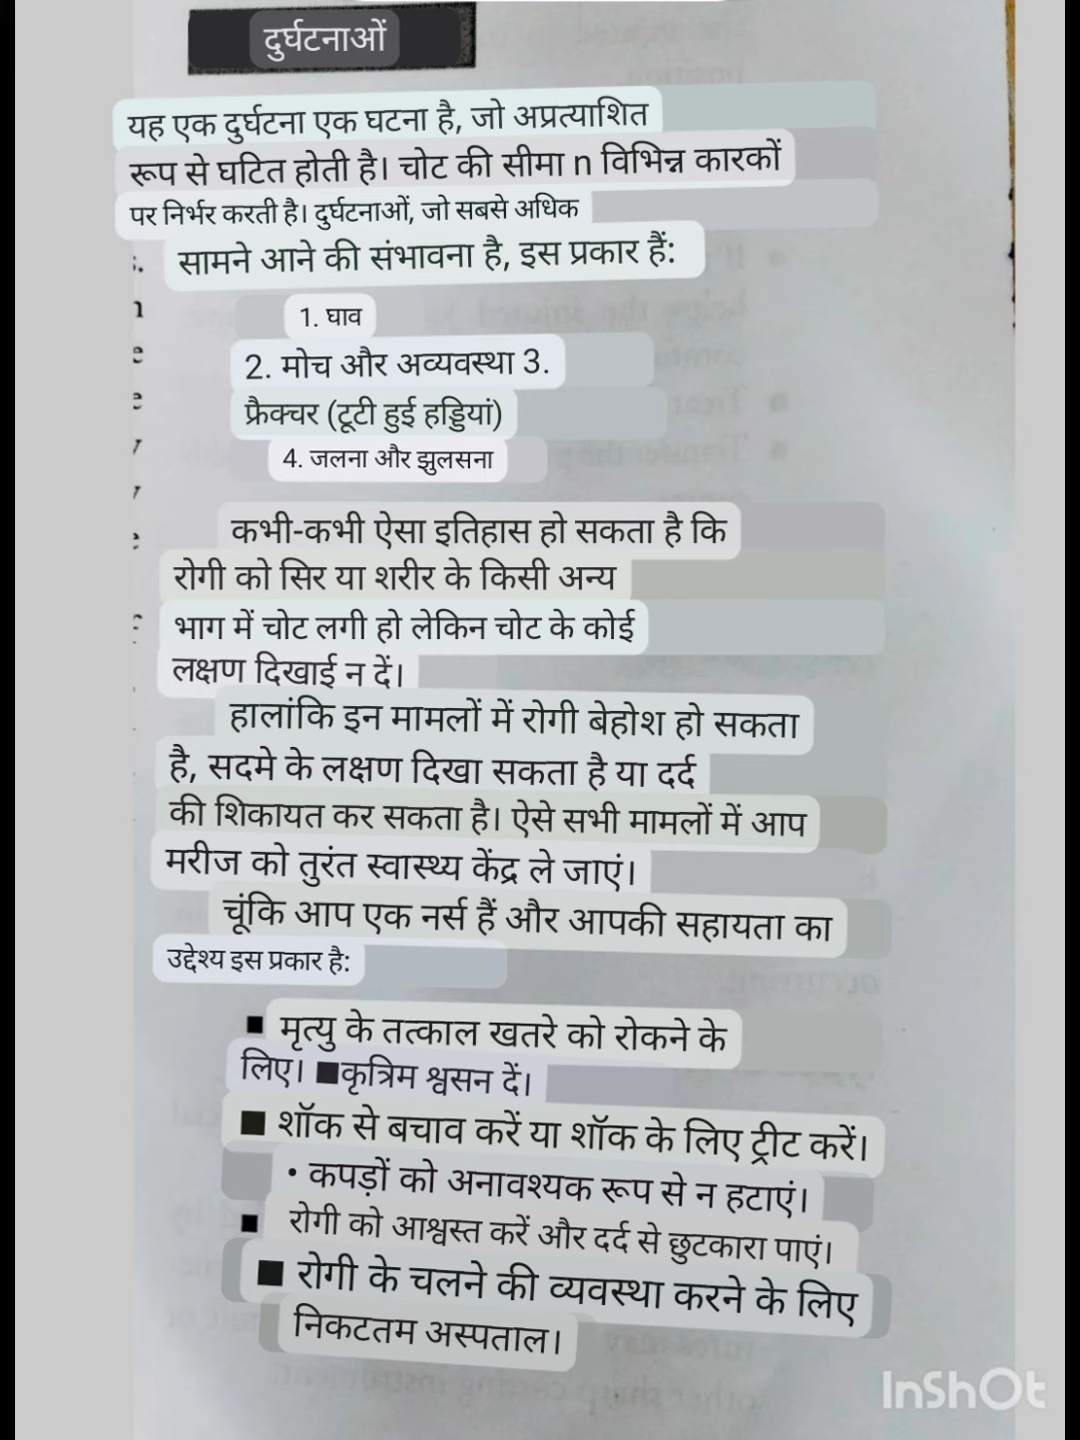 दुर्घटनाओं
यह एक दुर्घटना एक घटना है, जो अप्रत्याशित
रूप से घटित होती है। चोट की सीमा n विभिन्न कारकों
पर निर्भर करती है। दुर्घटनाओं, जो सबसे अधिक
सामने आने की संभावना है, इस प्रकार हैं:
1. घाव
2. मोच और अव्यवस्था 3.
फ्रैक्चर (टूटी हुई हड्डियां)
4. जलना और झुलसना
कभी-कभी ऐसा इतिहास हो सकता है कि
रोगी को सिर या शरीर के किसी अन्य
भाग में चोट लगी हो लेकिन चोट के कोई
लक्षण दिखाई न दें।
हालांकि इन मामलों में रोगी बेहोश हो सकता
है, सदमे के लक्षण दिखा सकता है या दर्द
की शिकायत कर सकता है। ऐसे सभी मामलों में आप
मरीज को तुरंत स्वास्थ्य केंद्र ले जाएं।
चूंकि आप एक नर्स हैं और आपकी सहायता का
उद्देश्य इस प्रकार है:
■ मृत्यु के तत्काल खतरे को रोकने के
लिए। ■कृत्रिम श्वसन दें।
■ शॉक से बचाव करें या शॉक के लिए ट्रीट करें।
• कपड़ों को अनावश्यक रूप से न हटाएं।
■ रोगी को आश्वस्त करें और दर्द से छुटकारा पाएं।
■ रोगी के चलने की व्यवस्था करने के लिए
निकटतम अस्पताल।
InShOt